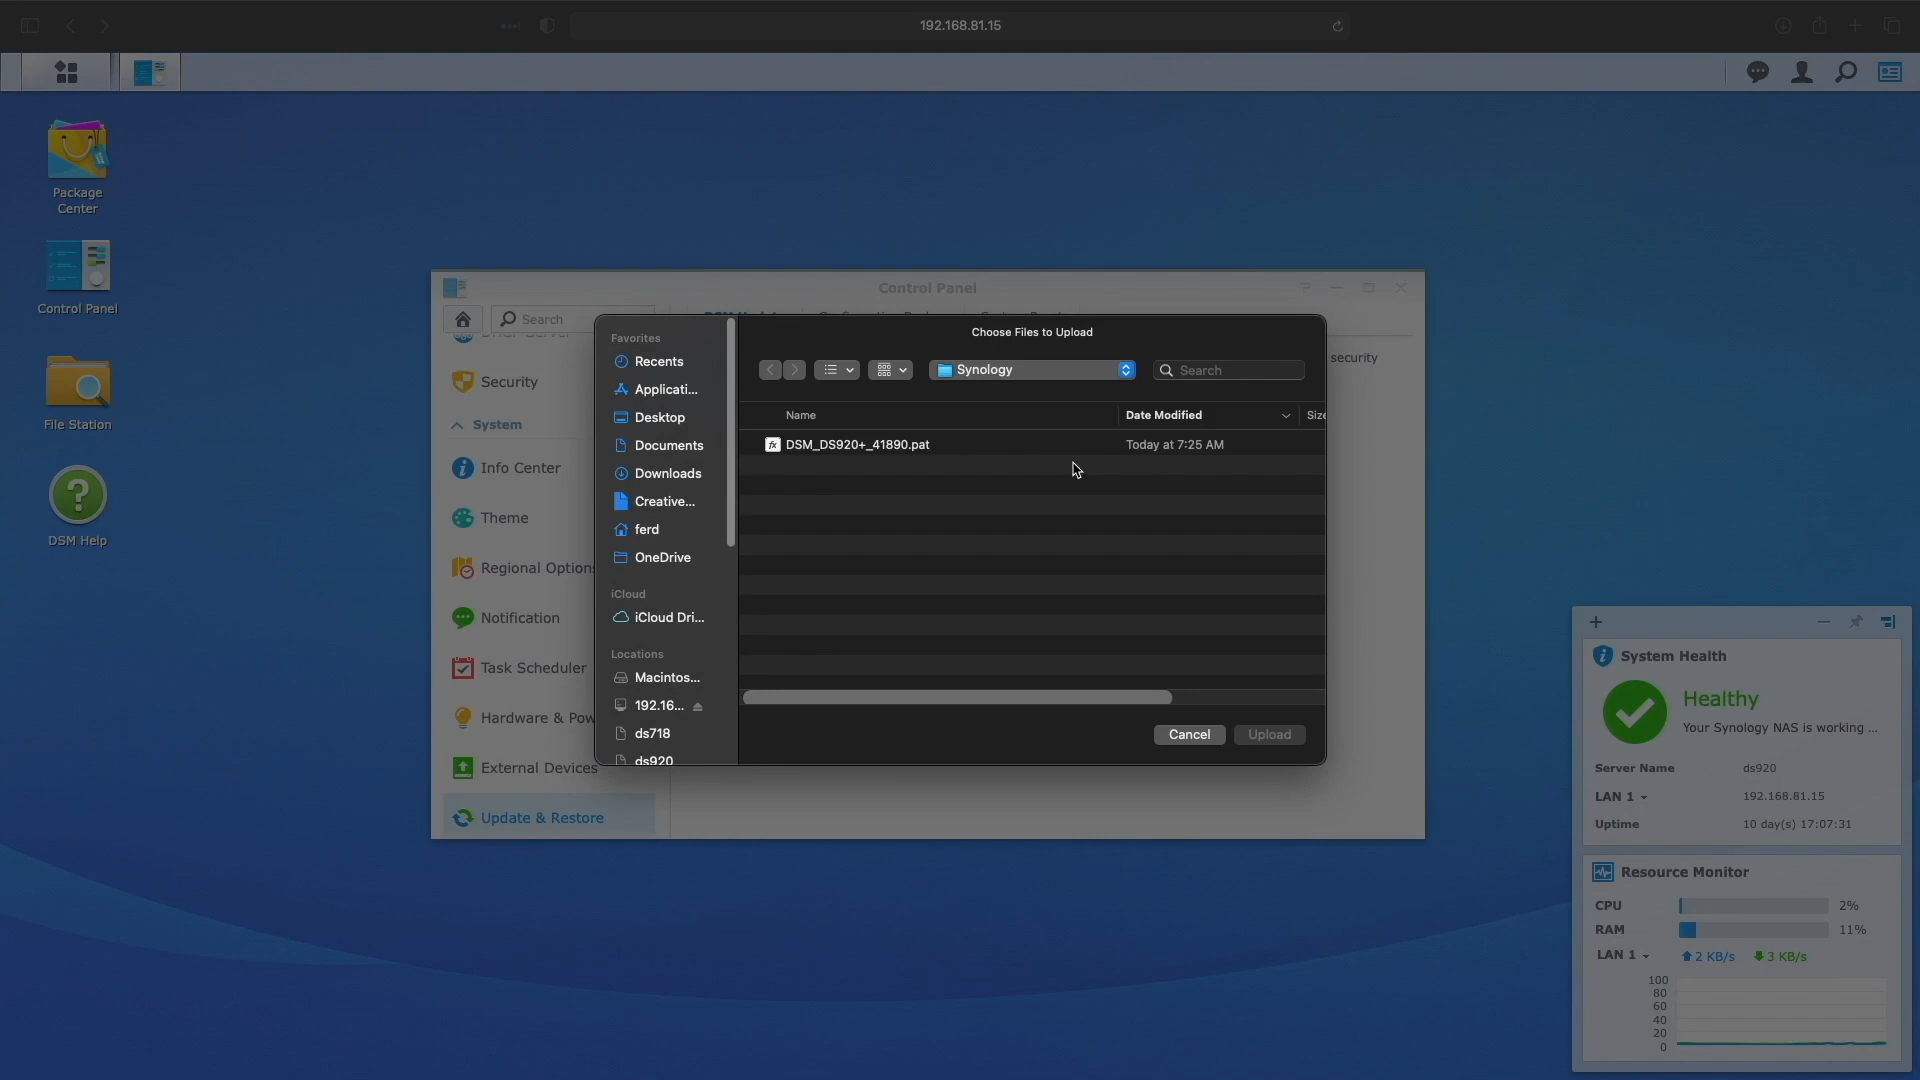 192.168.81.15
Package
Center
Control Panel
File Station
DSM Help
Control Panel
Search
security
Security
System
Info Center
Theme
Regional Options
Notification
Task Scheduler
Hardware & Pow
External Devices
Update & Restore
Favorites
Recents
Applicati...
Desktop
Documents
Downloads
Creative...
ferd
OneDrive
iCloud
iCloud Dri...
Locations
Macintos...
192.16...
ds718
ds920
Choose Files to Upload
Synology
Search
Name
Date Modified
Size
DSM_DS920+_41890.pat
Today at 7:25 AM
Cancel
Upload
System Health
Healthy
Your Synology NAS is working ...
Server Name ds920
LAN 1 192.168.81.15
Uptime 10 day(s) 17:07:31
Resource Monitor
CPU 2%
RAM 11%
LAN 1 2 KB/s 3 KB/s
100
80
60
40
20
0